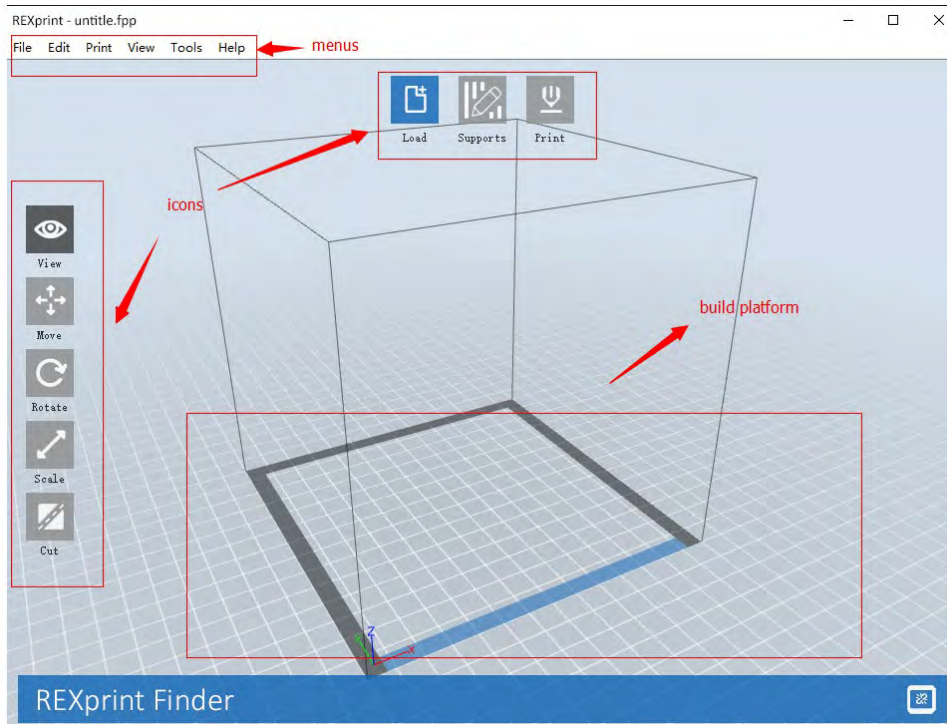 REXprint - untitle.fpp
File Edit Print View Tools Help
menus
Load Supports Print
icons
View
Move
build platform
Rotate
Scale
Cut
Z
X
REXprint Finder